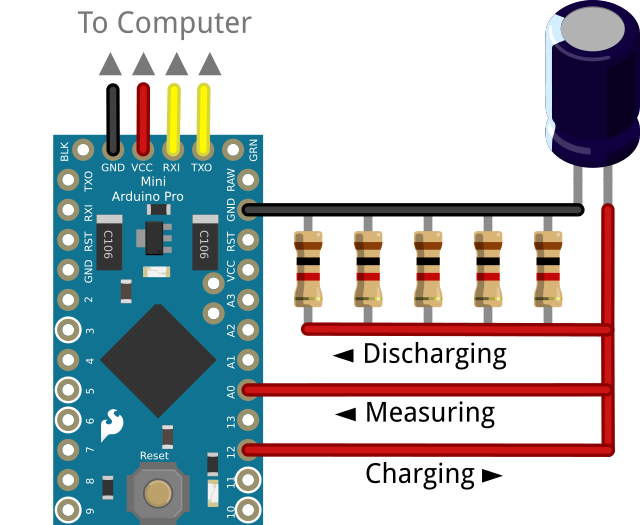 To Computer
BLK
GND VCC RXI TXO
GRN
Mini
Arduino Pro
TXO
RXI
RST
GND
2
3
4
5
6
7
8
9
RAW
GND
RST
VCC
A3
A2
A1
A0
13
12
11
10
C106
C106
Reset
◄ Discharging
◄ Measuring
Charging ►